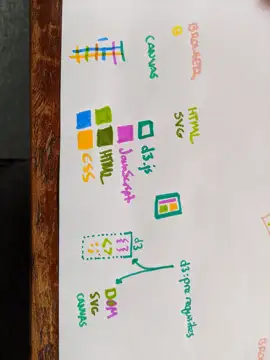 BROWSER
CANVAS
HTML
SVG
d3.js
JavaScript
HTML
CSS
d3:pre requisites
d3
DOM
SVG
CANVAS